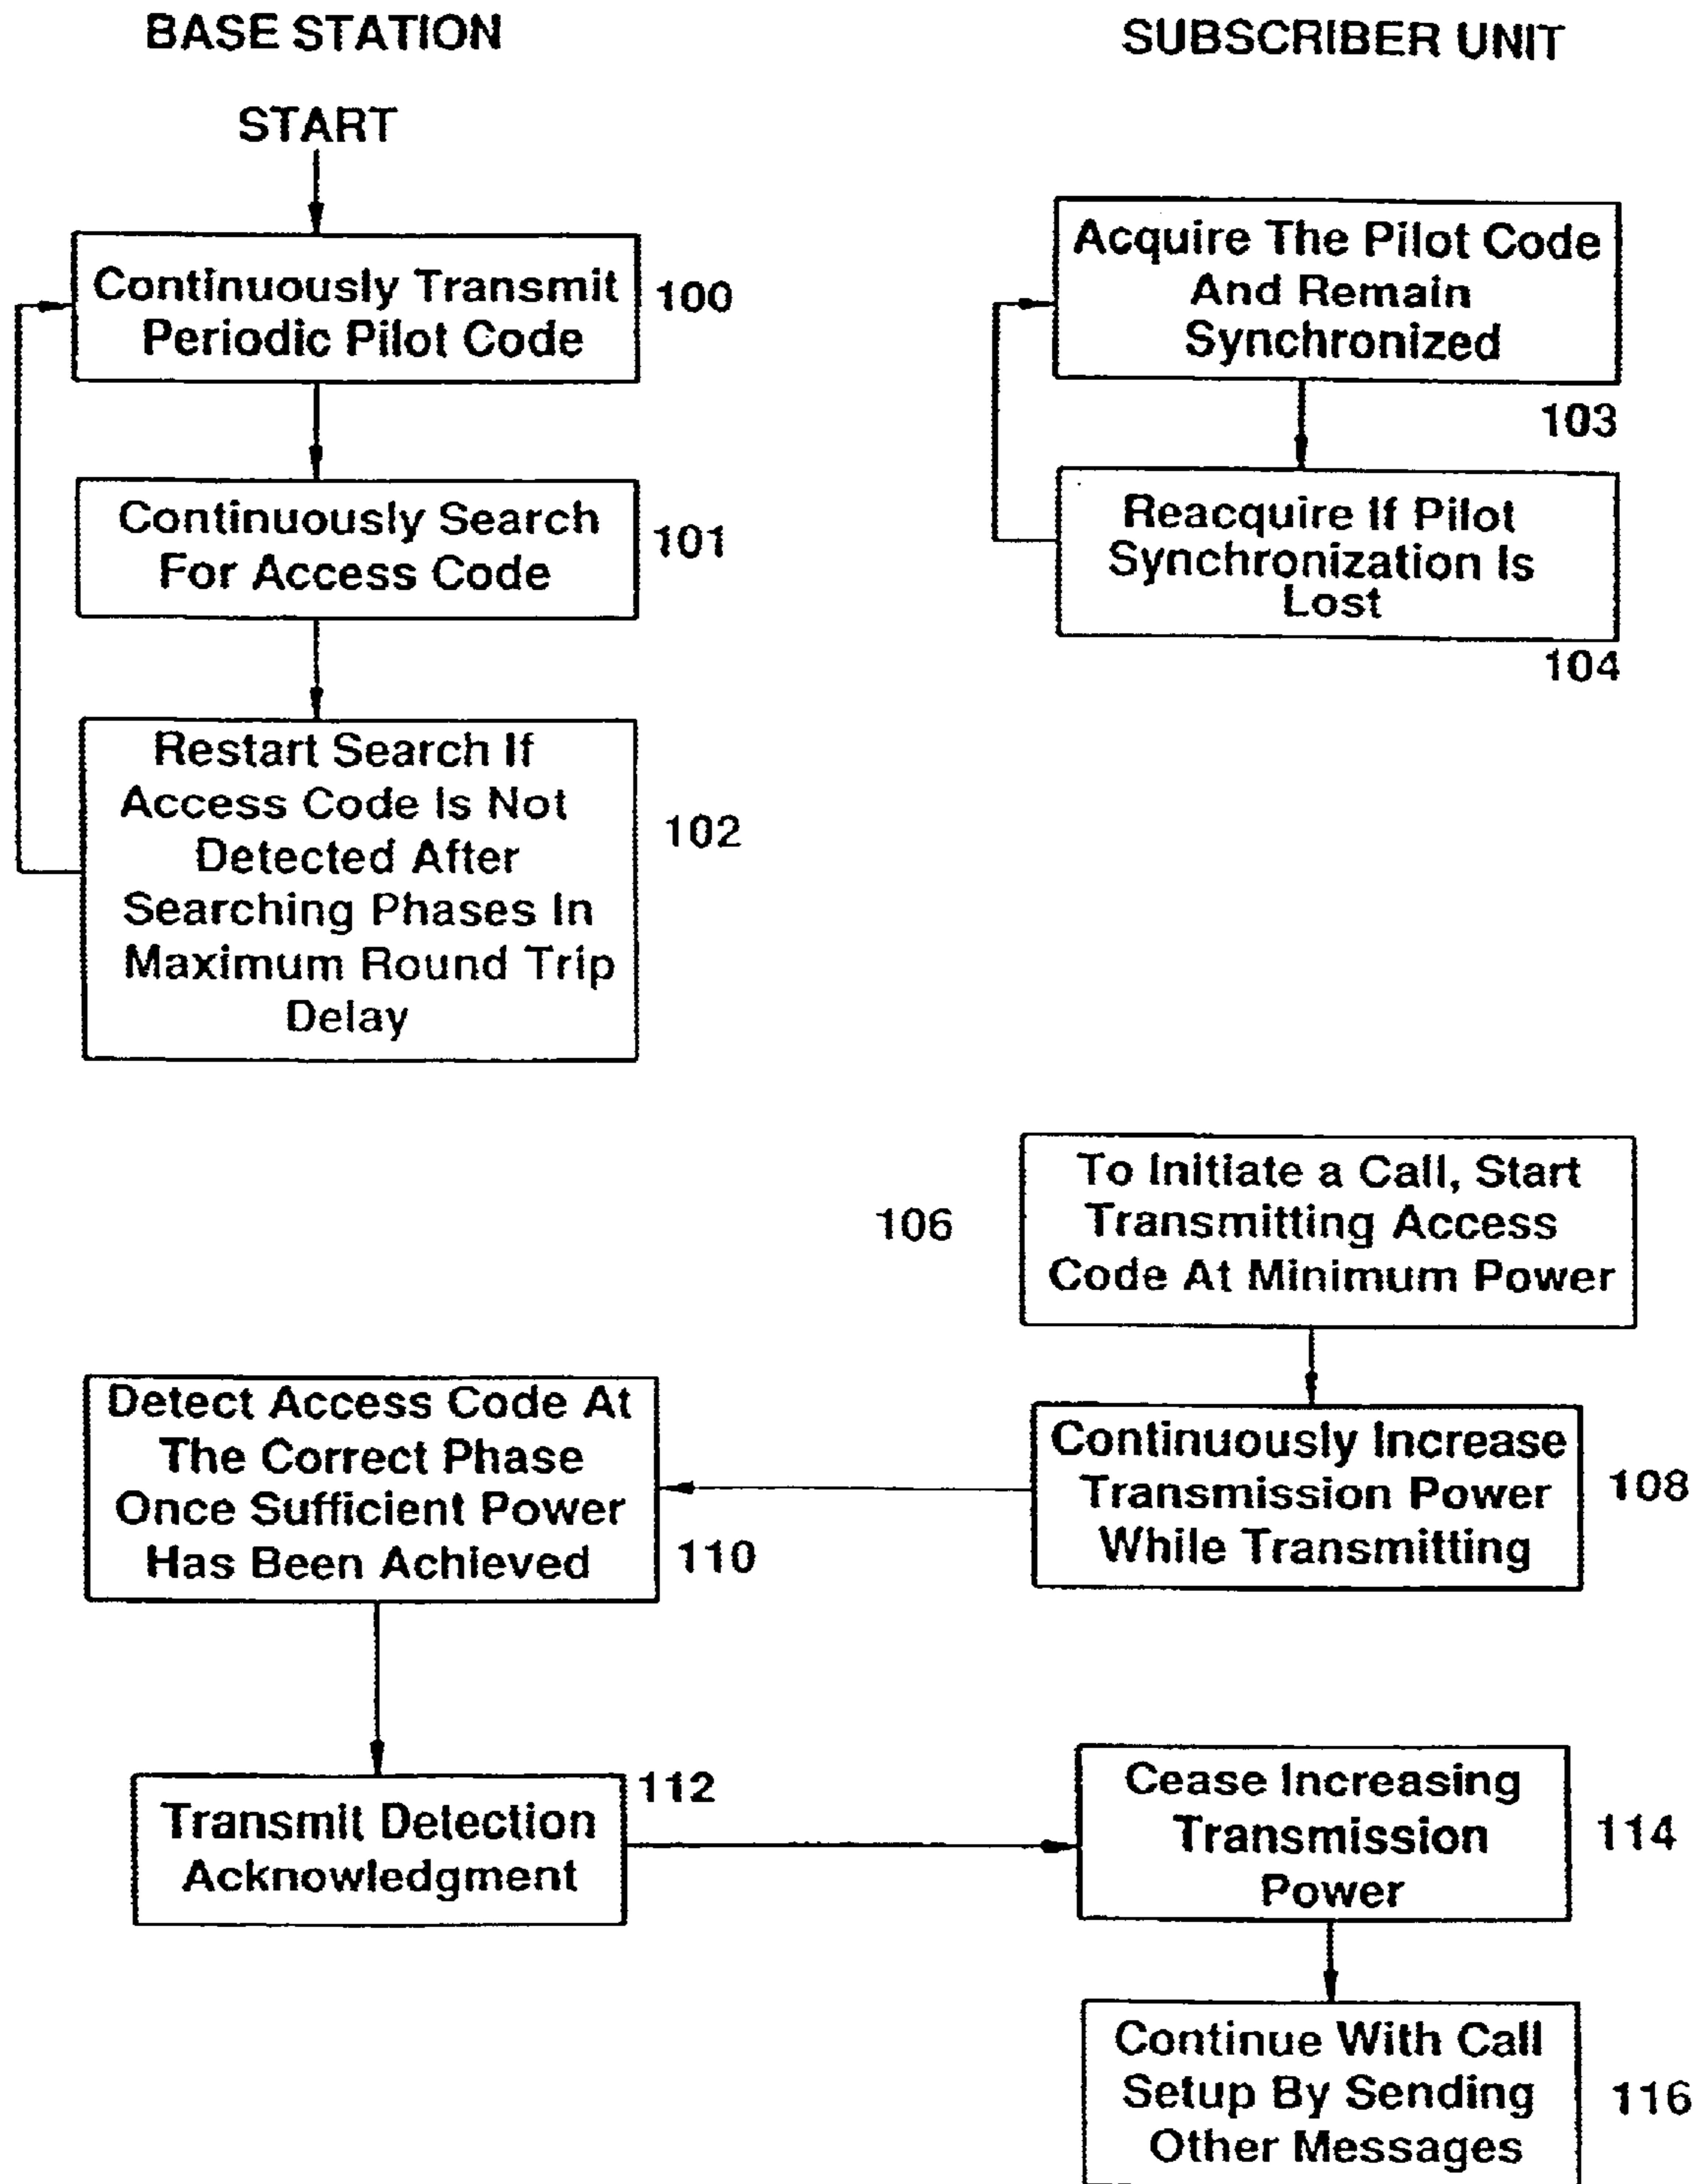 BASE STATION
SUBSCRIBER UNIT
START
Continuously Transmit
Periodic Pilot Code
100
Continuously Search
For Access Code
101
Restart Search If
Access Code Is Not
Detected After
Searching Phases In
Maximum Round Trip
Delay
102
Acquire The Pilot Code
And Remain
Synchronized
103
Reacquire If Pilot
Synchronization Is
Lost
104
106
To Initiate a Call, Start
Transmitting Access
Code At Minimum Power
Continuously Increase
Transmission Power
While Transmitting
108
Detect Access Code At
The Correct Phase
Once Sufficient Power
Has Been Achieved
110
Transmit Detection
Acknowledgment
112
Cease Increasing
Transmission
Power
114
Continue With Call
Setup By Sending
Other Messages
116